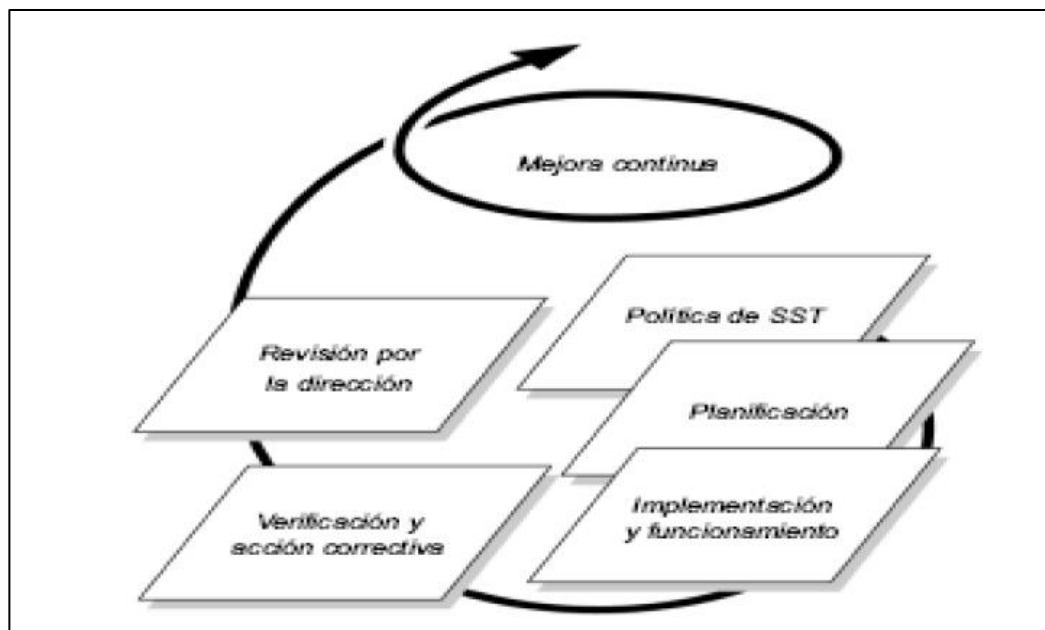 Mejora continua
Política de SST
Planificación
Implementación
y funcionamiento
Verificación y
acción correctiva
Revisión por
la dirección